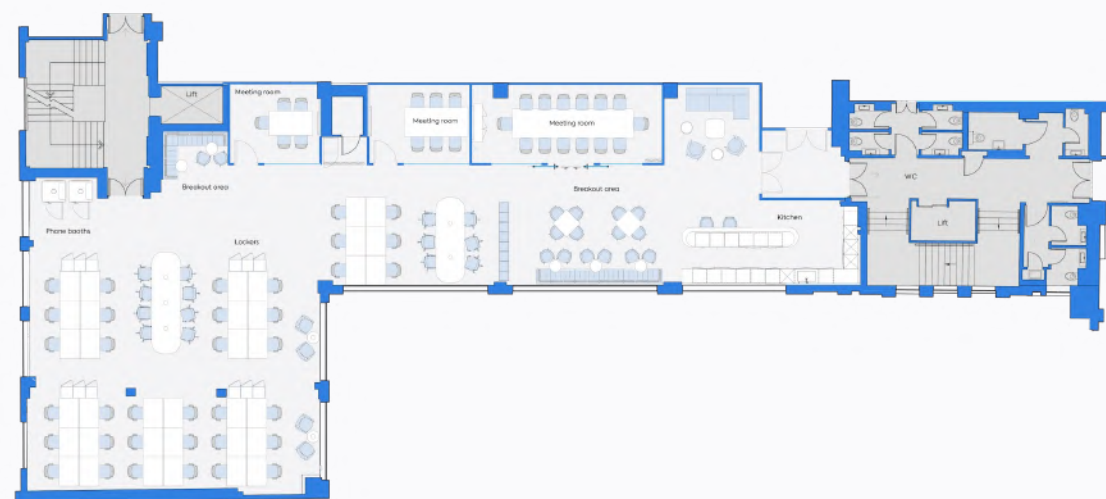 Meeting room
Lift
Meeting room
Meeting room
Breakout area
Breakout area
WC
Kitchen
Lift
Phone booths
Lockers